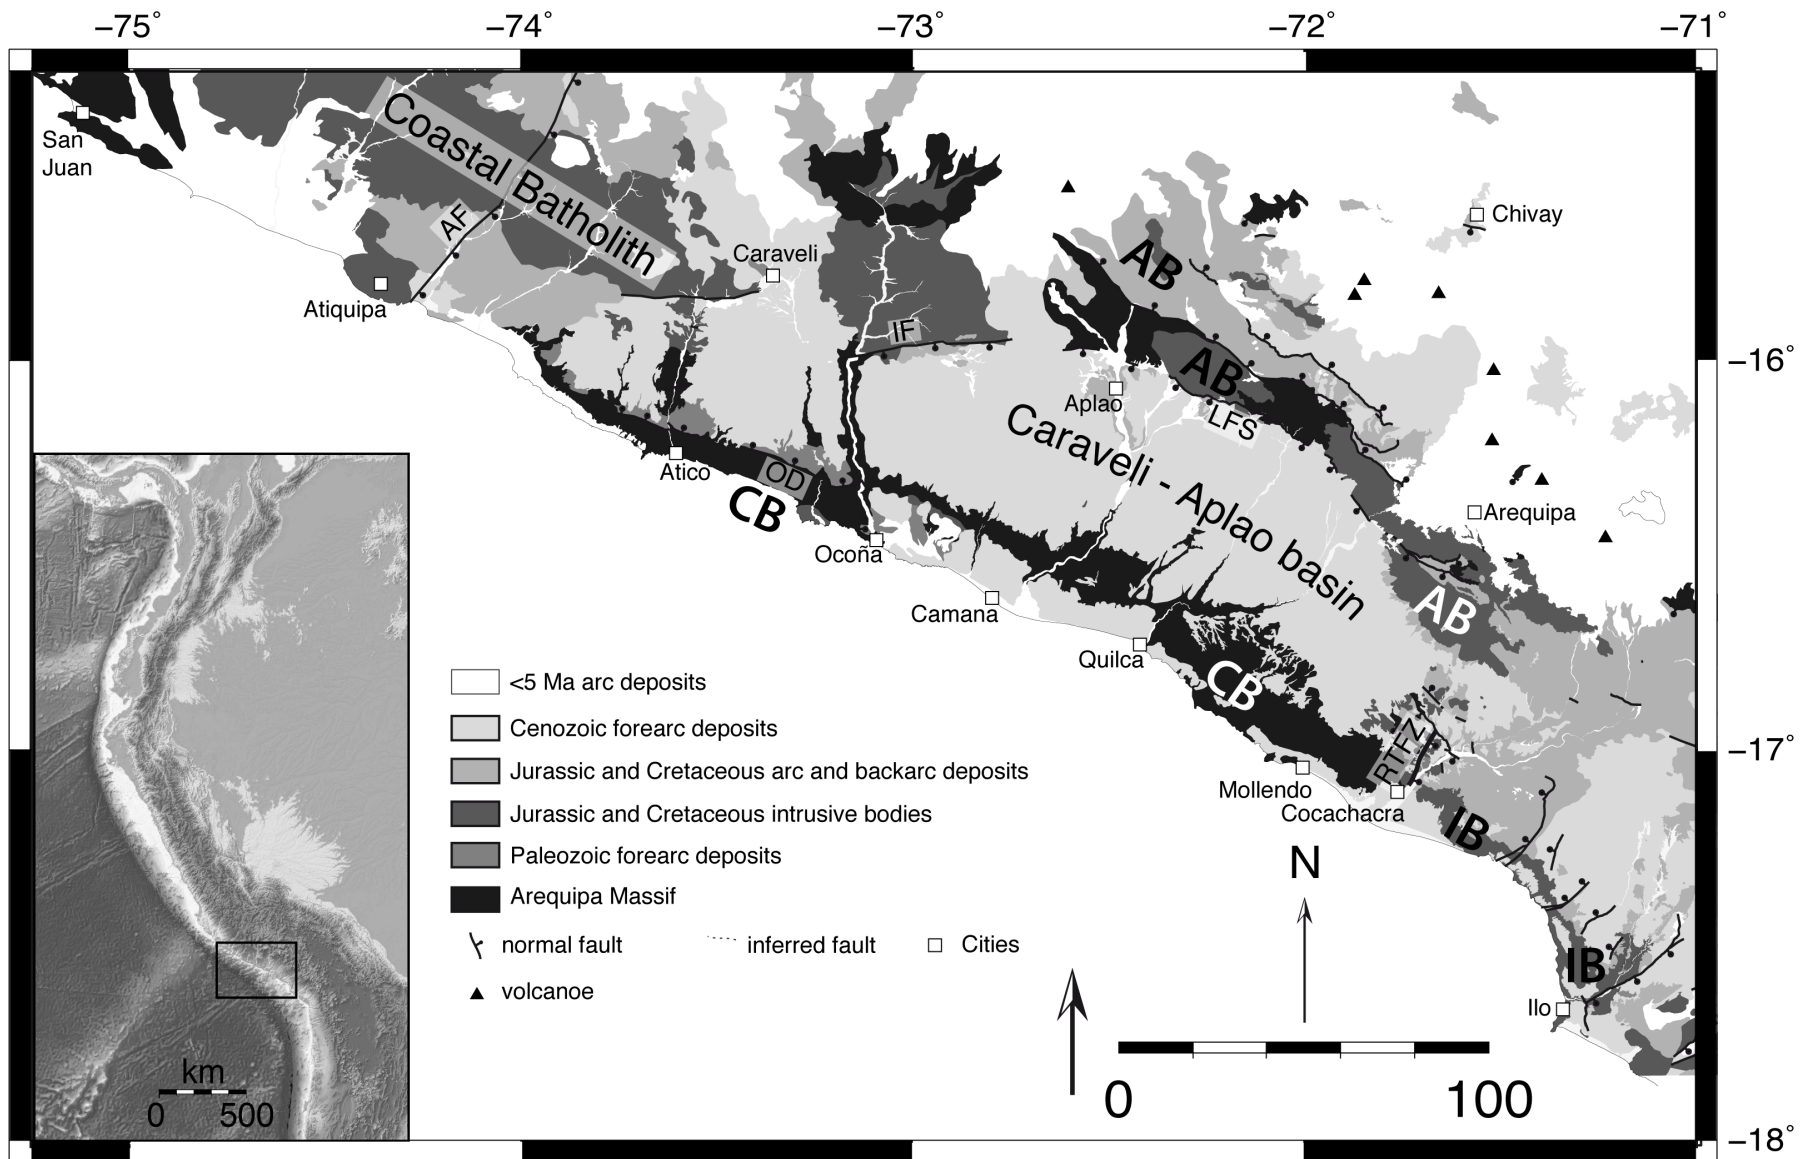 −75°
−74°
−73°
−72°
−71°
San
Juan
Coastal Batholith
AF
Atiquipa
Caraveli
IF
AB
Chivay
−16°
AB
Aplao
LFS
Caraveli - Aplao basin
Atico
OD
CB
Ocoña
Arequipa
Camana
AB
Quilca
CB
RTFZ
−17°
Mollendo
Cocachacra
IB
IB
Ilo
<5 Ma arc deposits
Cenozoic forearc deposits
Jurassic and Cretaceous arc and backarc deposits
Jurassic and Cretaceous intrusive bodies
Paleozoic forearc deposits
Arequipa Massif
normal fault
inferred fault
Cities
volcanoe
N
0
100
km
0
500
−18°